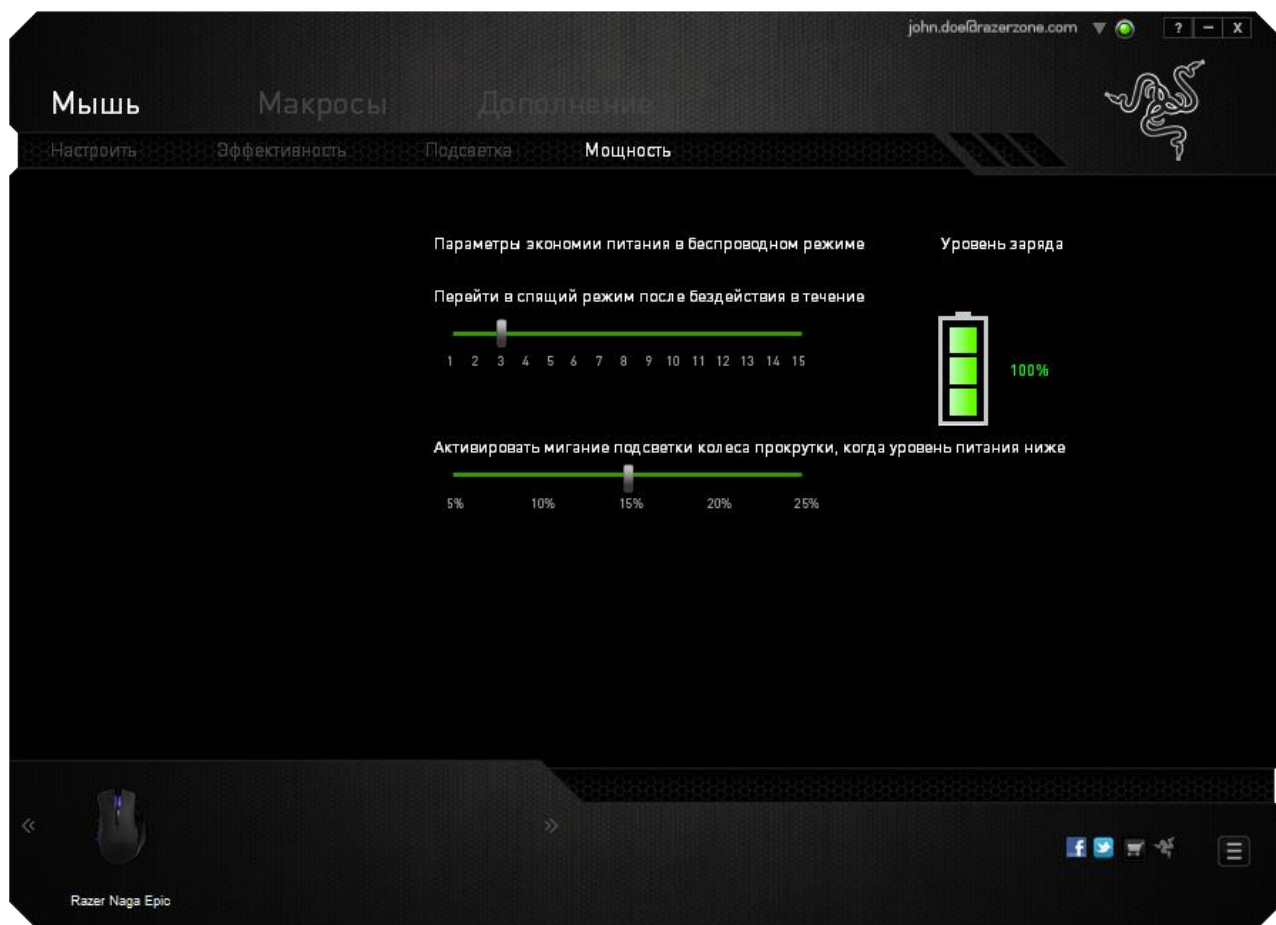 john.doe@razerzone.com
? – X
Мышь Макросы Дополнение
Настроить Эффективность Подсветка Мощность
Параметры экономии питания в беспроводном режиме
Уровень заряда
Перейти в спящий режим после бездействия в течение
1 2 3 4 5 6 7 8 9 10 11 12 13 14 15
100%
Активировать мигание подсветки колеса прокрутки, когда уровень питания ниже
5% 10% 15% 20% 25%
Razer Naga Epic